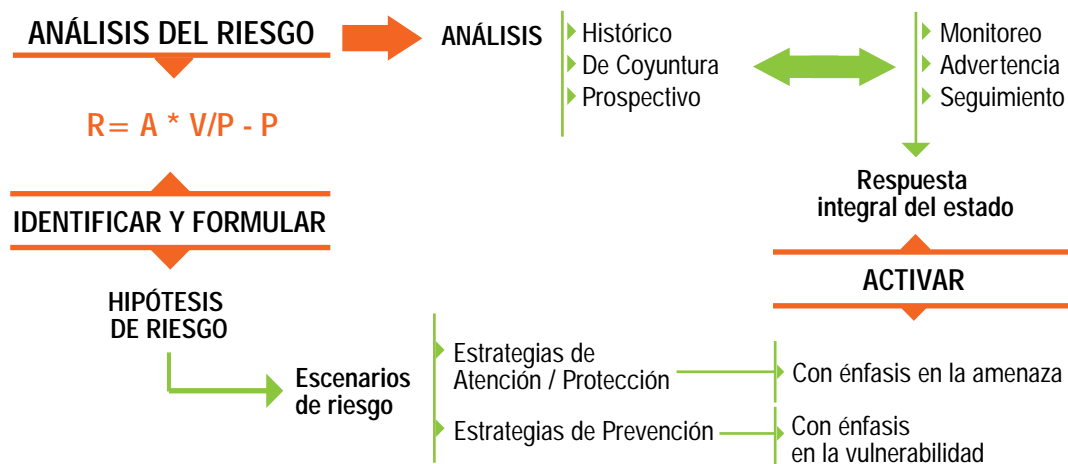 ANÁLISIS DEL RIESGO
R= A * V/P - P
IDENTIFICAR Y FORMULAR
HIPÓTESIS
DE RIESGO
ANÁLISIS
Histórico
De Coyuntura
Prospectivo
Monitoreo
Advertencia
Seguimiento
Respuesta
integral del estado
ACTIVAR
Escenarios
de riesgo
Estrategias de
Atención / Protección
Con énfasis en la amenaza
Estrategias de Prevención
Con énfasis
en la vulnerabilidad